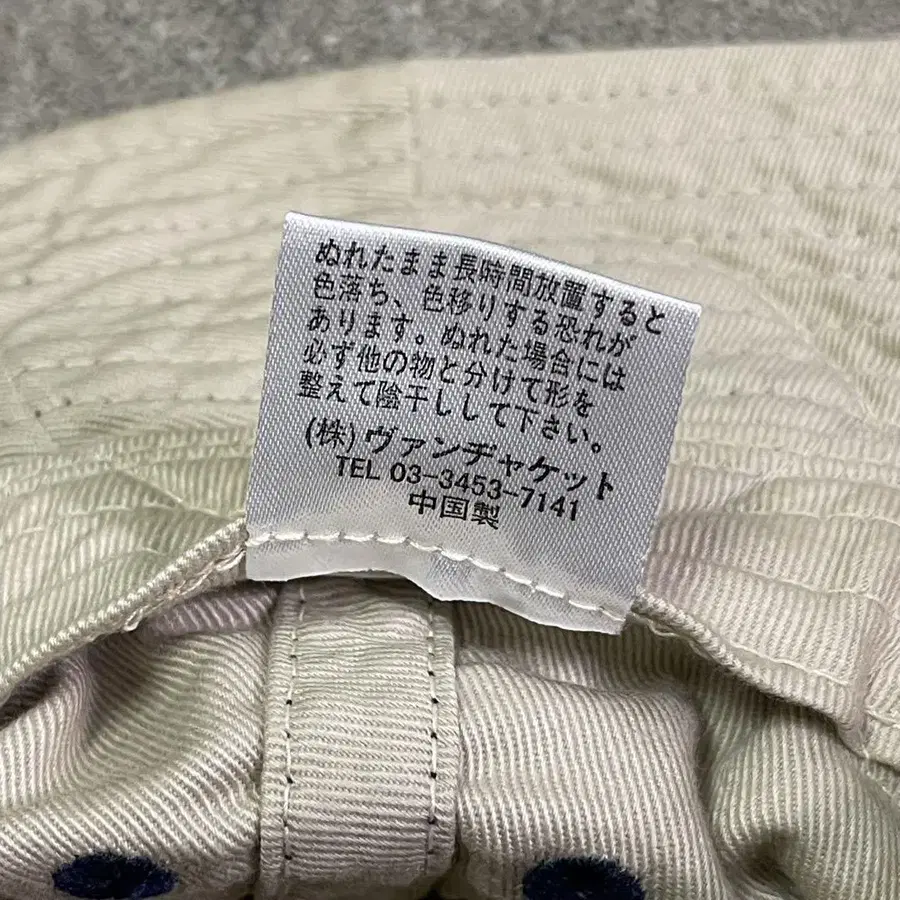 ぬれたまま長時間放置すると
色落ち、色移りする恐れが
あります。ぬれた場合には
必ず他の物と分けて形を
整えて陰干しして下さい。
(株)ヴァンヂャケット
TEL 03-3453-7141
中国製